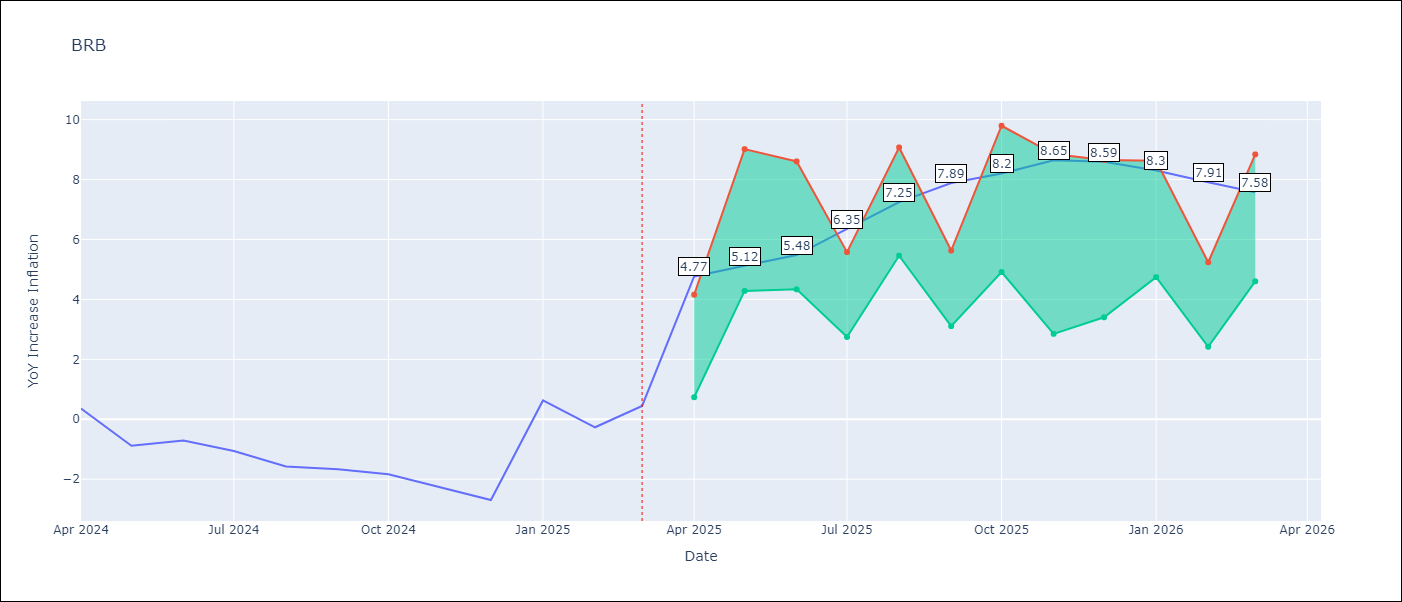 BRB
YoY Increase Inflation
10
8
6
4
2
0
−2
4.77
5.12
5.48
6.35
7.25
7.89
8.2
8.65
8.59
8.3
7.91
7.58
Apr 2024
Jul 2024
Oct 2024
Jan 2025
Apr 2025
Jul 2025
Oct 2025
Jan 2026
Apr 2026
Date